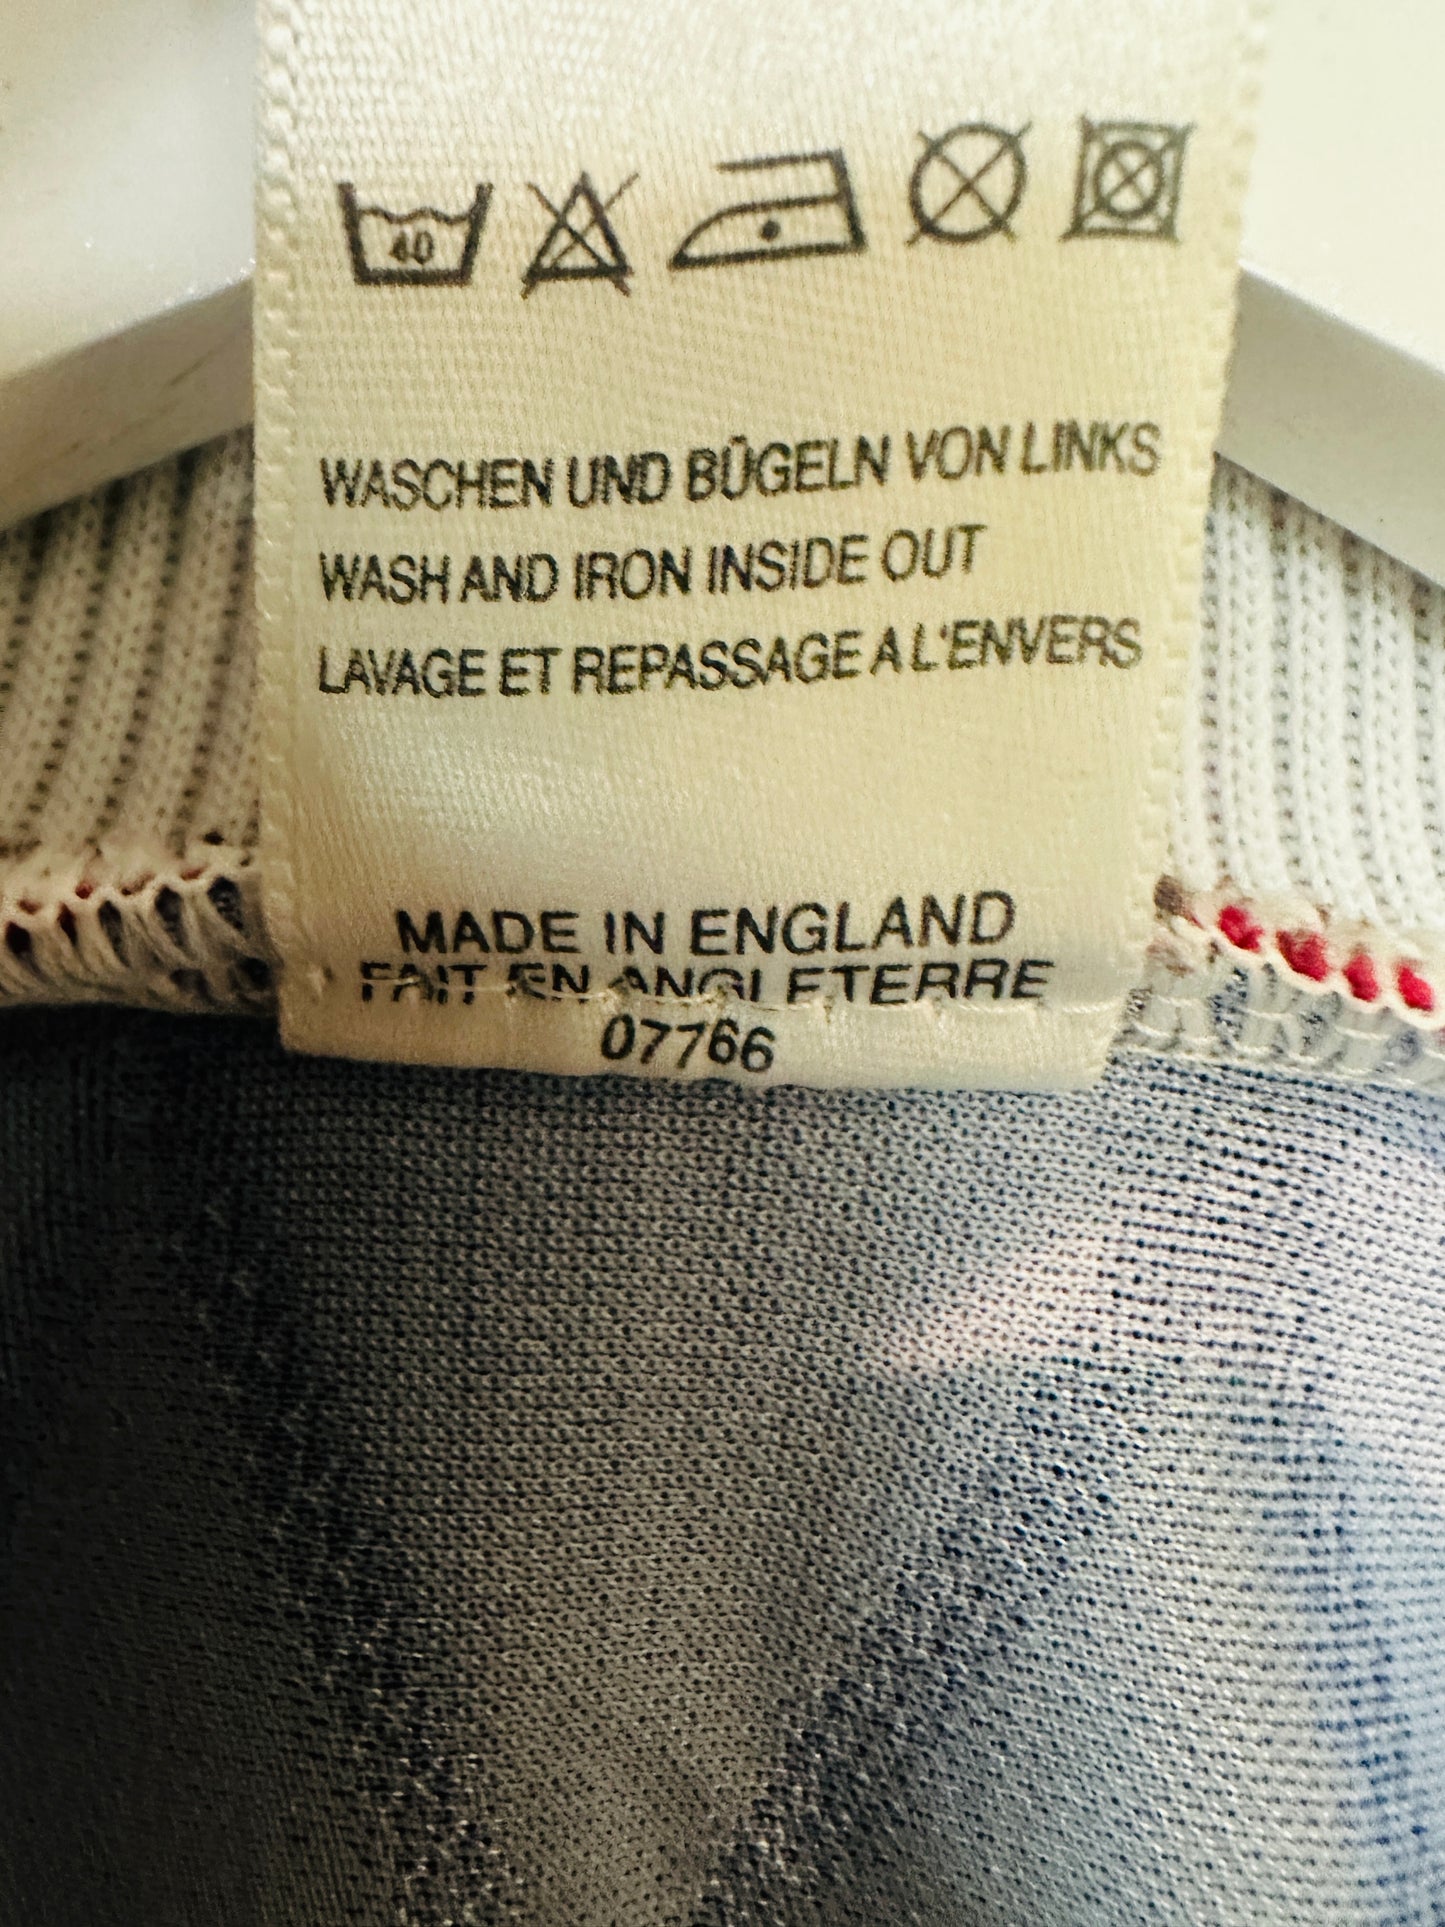 40
WASCHEN UND BÜGELN VON LINKS
WASH AND IRON INSIDE OUT
LAVAGE ET REPASSAGE A L'ENVERS
MADE IN ENGLAND
FAIT EN ANGLETERRE
07766